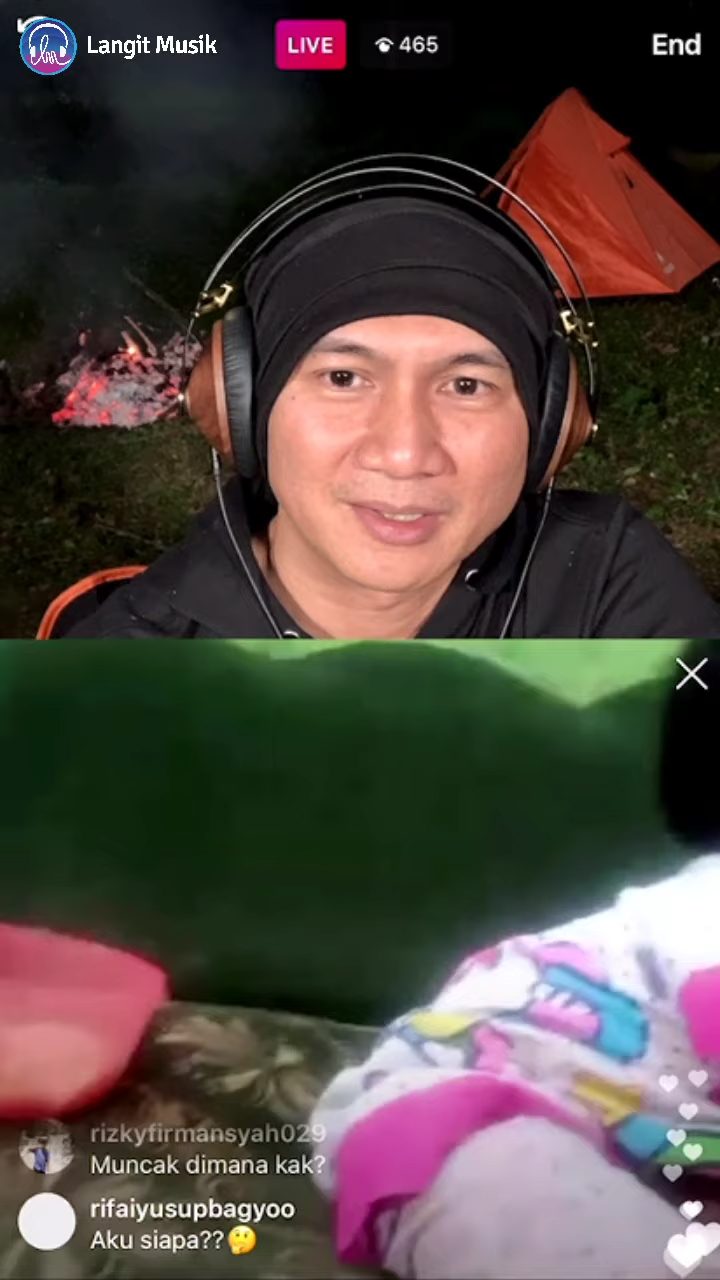 Langit Musik
LIVE
465
End
rizkyfirmansyah029
Muncak dimana kak?
rifaiyusupbagyoo
Aku siapa??🤔